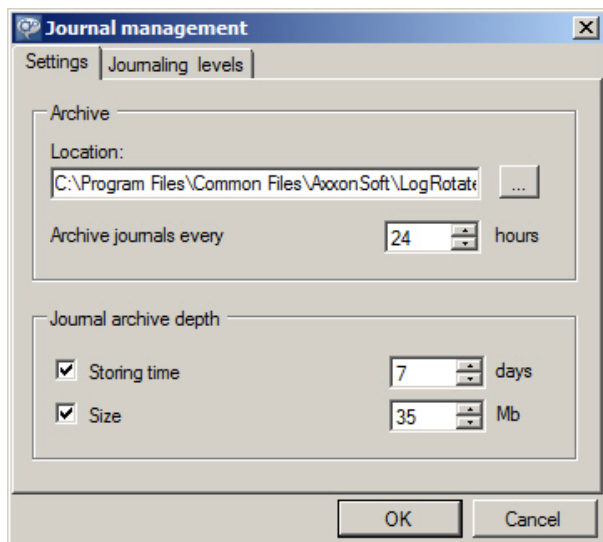 Journal management
Settings Journaling levels
Archive
Location:
C:\Program Files\Common Files\AxxonSoft\LogRotate
...
Archive journals every 24 hours
Journal archive depth
Storing time 7 days
Size 35 Mb
OK Cancel